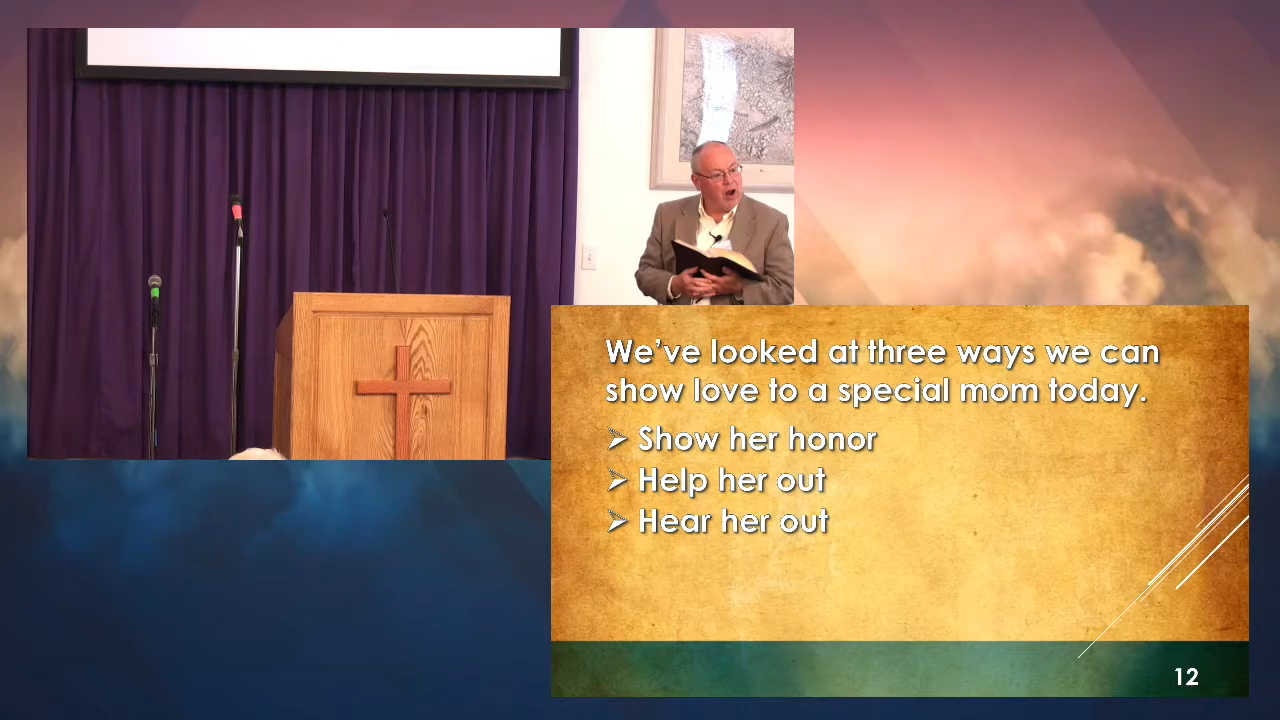 We've looked at three ways we can
show love to a special mom today.
➢ Show her honor
➢ Help her out
➢ Hear her out
12